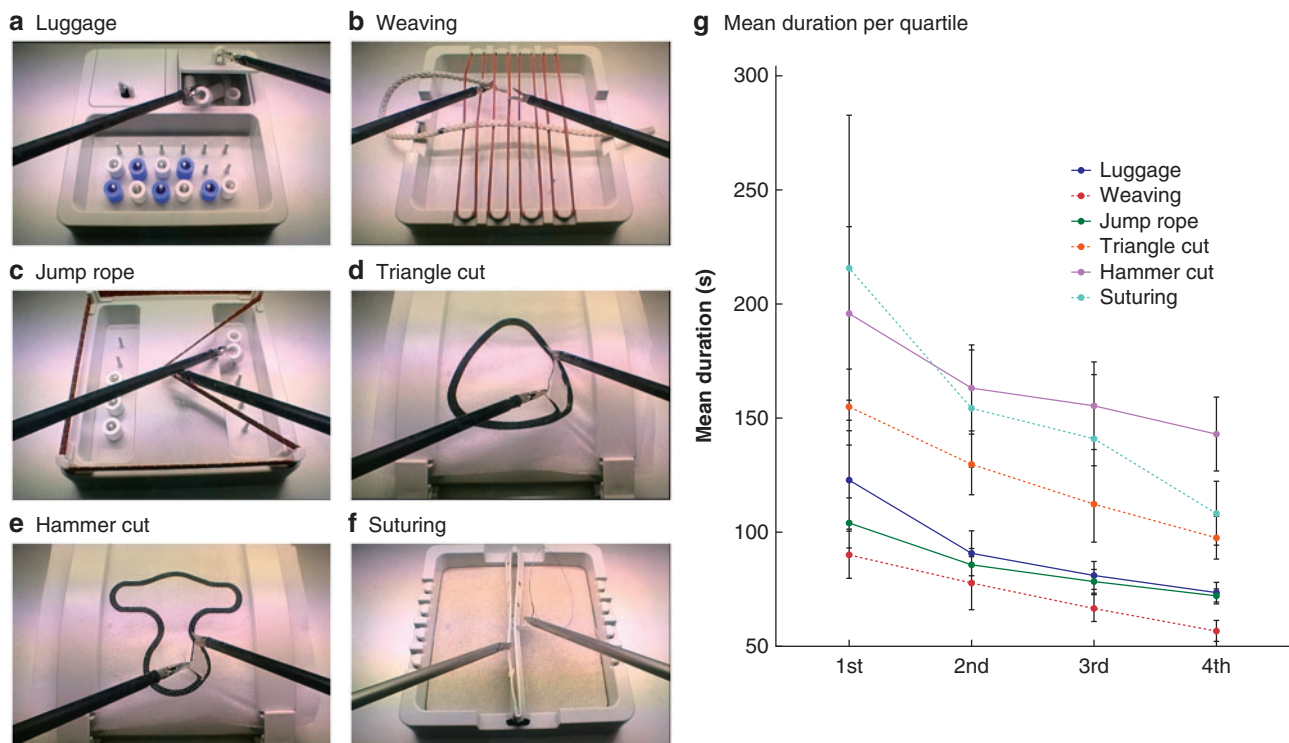 a Luggage
b Weaving
c Jump rope
d Triangle cut
e Hammer cut
f Suturing
g Mean duration per quartile
300
250
200
150
100
50
Mean duration (s)
Luggage
Weaving
Jump rope
Triangle cut
Hammer cut
Suturing
1st 2nd 3rd 4th